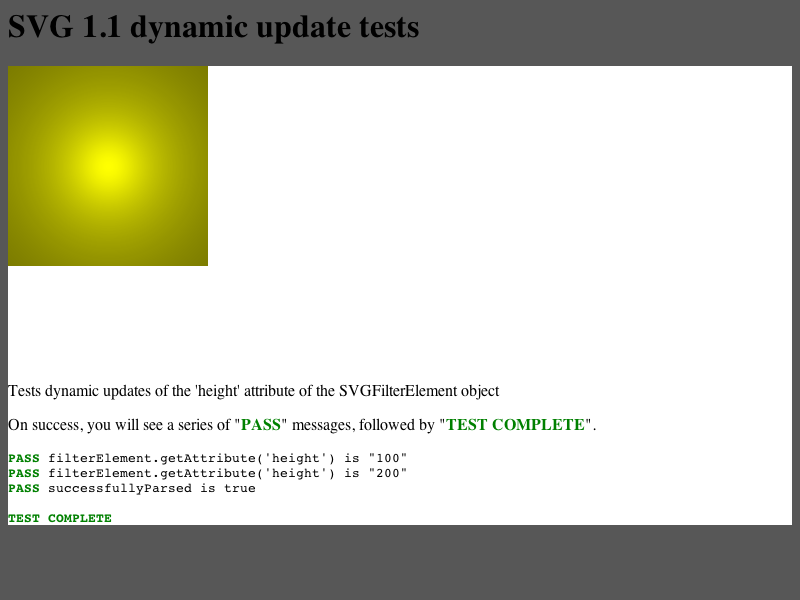 SVG 1.1 dynamic update tests
Tests dynamic updates of the 'height' attribute of the SVGFilterElement object
On success, you will see a series of "PASS" messages, followed by "TEST COMPLETE".
PASS filterElement.getAttribute('height') is "100"
PASS filterElement.getAttribute('height') is "200"
PASS successfullyParsed is true
TEST COMPLETE